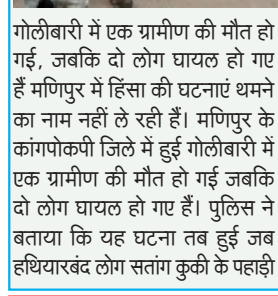 गोलीबारी में एक ग्रामीण की मौत हो
गई, जबकि दो लोग घायल हो गए
हैं मणिपुर में हिंसा की घटनाएं थमने
का नाम नहीं ले रही हैं। मणिपुर के
कांगपोकपी जिले में हुई गोलीबारी में
एक ग्रामीण की मौत हो गई जबकि
दो लोग घायल हो गए हैं। पुलिस ने
बताया कि यह घटना तब हुई जब
हथियारबंद लोग सतांग कुकी के पहाड़ी